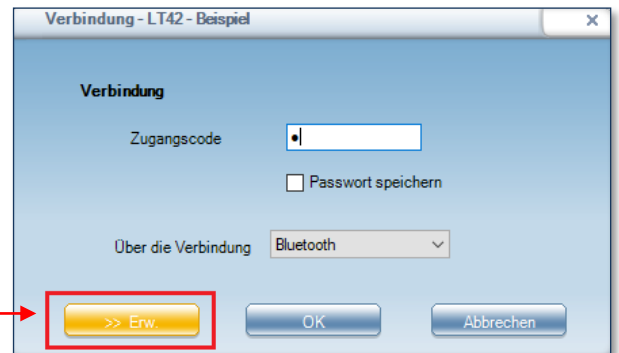 Verbindung - LT42 - Beispiel
Verbindung
Zugangscode
Passwort speichern
Über die Verbindung Bluetooth
>> Erw. OK Abbrechen